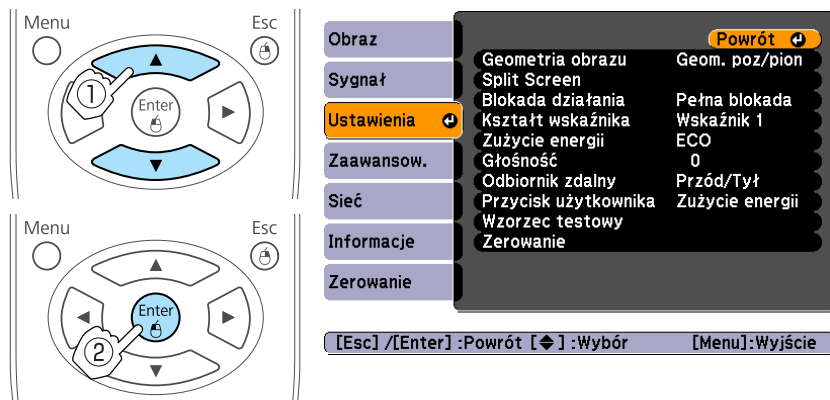 Menu
Esc
1
Enter
Menu
Esc
Enter
2
Obraz
Sygnał
Ustawienia
Zaawansow.
Sieć
Informacje
Zerowanie
Powrót
Geometria obrazu Geom. poz/pion
Split Screen
Blokada działania Pełna blokada
Kształt wskaźnika Wskaźnik 1
Zużycie energii ECO
Głośność 0
Odbiornik zdalny Przód/Tył
Przycisk użytkownika Zużycie energii
Wzorzec testowy
Zerowanie
[Esc] /[Enter] :Powrót [◆] :Wybór [Menu]:Wyjście